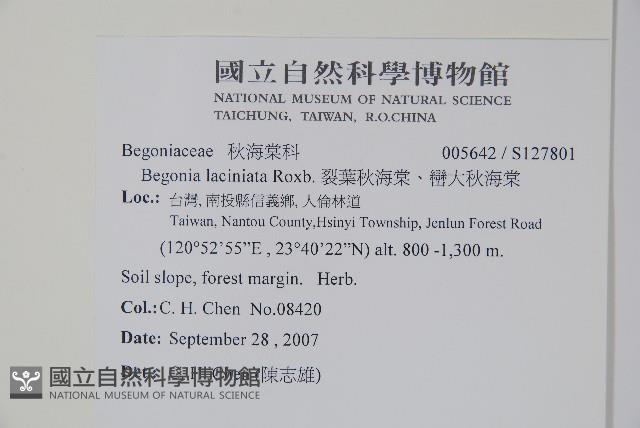 國立自然科學博物館
NATIONAL MUSEUM OF NATURAL SCIENCE
TAICHUNG, TAIWAN, R.O.CHINA
Begoniaceae 秋海棠科 005642 / S127801
Begonia laciniata Roxb. 裂葉秋海棠、巒大秋海棠
Loc.: 台灣, 南投縣信義鄉, 人倫林道
Taiwan, Nantou County,Hsinyi Township, Jenlun Forest Road
(120°52’55”E , 23°40’22”N) alt. 800 -1,300 m.
Soil slope, forest margin. Herb.
Col.: C. H. Chen No.08420
Date: September 28 , 2007
Det.: C. H. Chen (陳志雄)
國立自然科學博物館
NATIONAL MUSEUM OF NATURAL SCIENCE